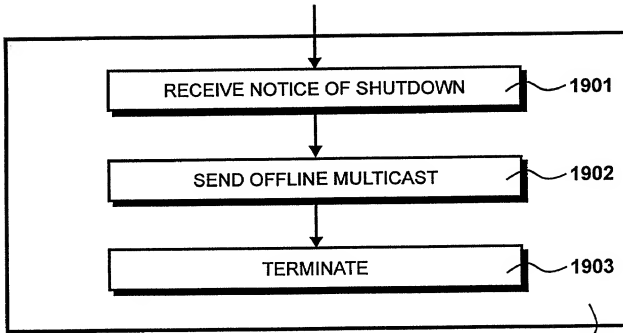 RECEIVE NOTICE OF SHUTDOWN 1901
SEND OFFLINE MULTICAST 1902
TERMINATE 1903